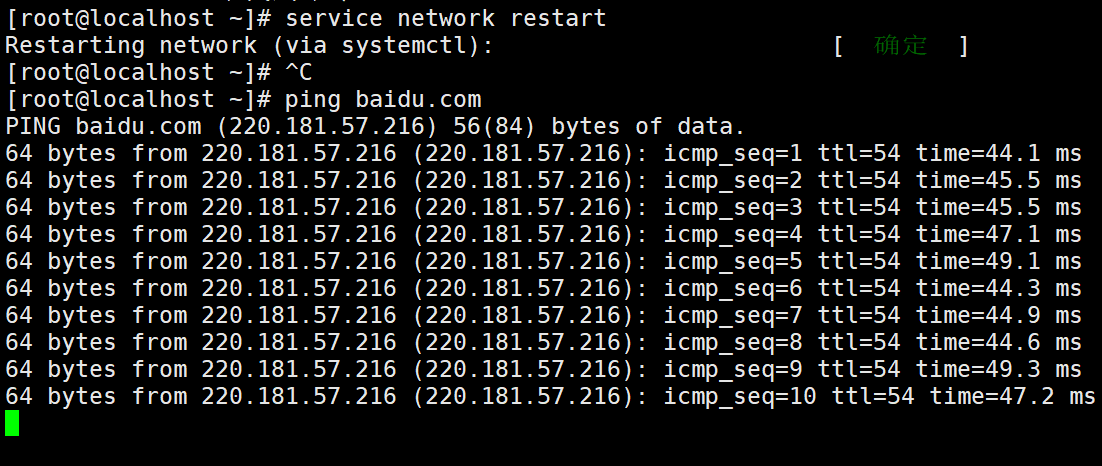 [root@localhost ~]# service network restart
Restarting network (via systemctl): [ 确定 ]
[root@localhost ~]# ^C
[root@localhost ~]# ping baidu.com
PING baidu.com (220.181.57.216) 56(84) bytes of data.
64 bytes from 220.181.57.216 (220.181.57.216): icmp_seq=1 ttl=54 time=44.1 ms
64 bytes from 220.181.57.216 (220.181.57.216): icmp_seq=2 ttl=54 time=45.5 ms
64 bytes from 220.181.57.216 (220.181.57.216): icmp_seq=3 ttl=54 time=45.5 ms
64 bytes from 220.181.57.216 (220.181.57.216): icmp_seq=4 ttl=54 time=47.1 ms
64 bytes from 220.181.57.216 (220.181.57.216): icmp_seq=5 ttl=54 time=49.1 ms
64 bytes from 220.181.57.216 (220.181.57.216): icmp_seq=6 ttl=54 time=44.3 ms
64 bytes from 220.181.57.216 (220.181.57.216): icmp_seq=7 ttl=54 time=44.9 ms
64 bytes from 220.181.57.216 (220.181.57.216): icmp_seq=8 ttl=54 time=44.6 ms
64 bytes from 220.181.57.216 (220.181.57.216): icmp_seq=9 ttl=54 time=49.3 ms
64 bytes from 220.181.57.216 (220.181.57.216): icmp_seq=10 ttl=54 time=47.2 ms